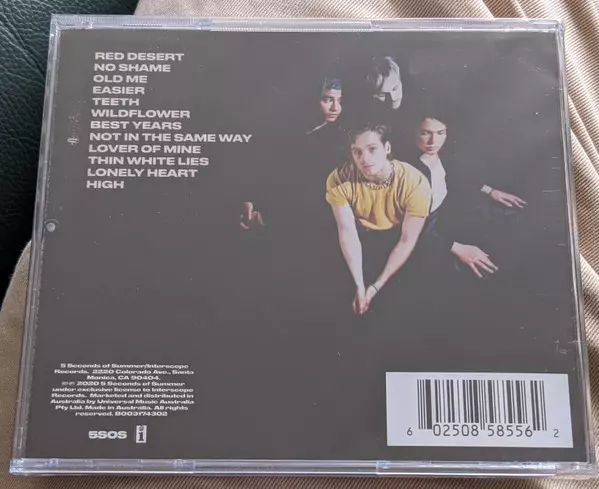 RED DESERT
NO SHAME
OLD ME
EASIER
TEETH
WILDFLOWER
BEST YEARS
NOT IN THE SAME WAY
LOVER OF MINE
THIN WHITE LIES
LONELY HEART
HIGH
5 Seconds of Summer/Interscope
Records. 2220 Colorado Ave., Santa
Monica, CA 90404.
℗© 2020 5 Seconds of Summer
under exclusive license to Interscope
Records. Marketed and distributed in
Australia by Universal Music Australia
Pty Ltd. Made in Australia. All rights
reserved. B003174302
5SOS i
6 02508 58556 2